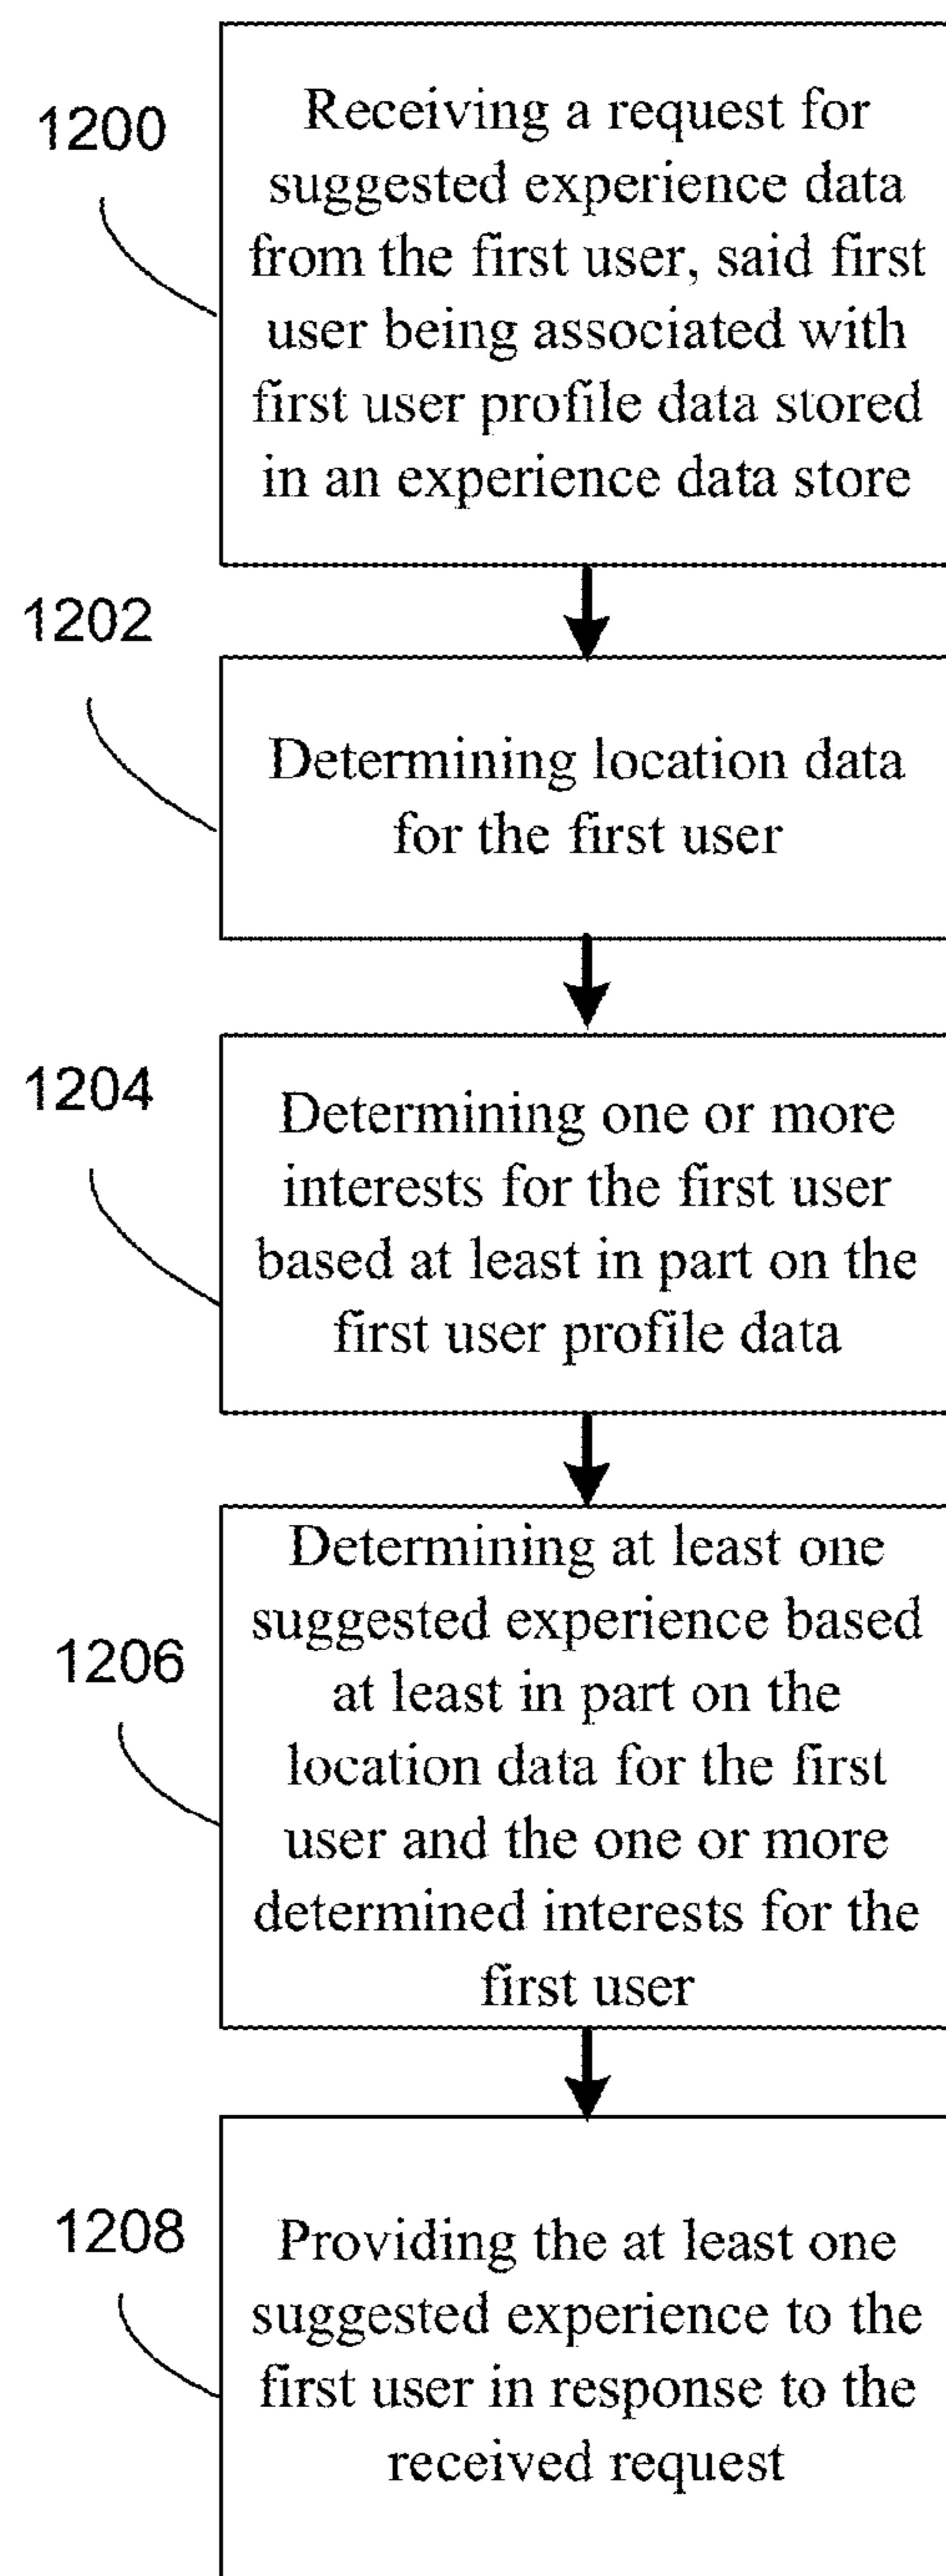 1200
Receiving a request for
suggested experience data
from the first user, said first
user being associated with
first user profile data stored
in an experience data store
1202
Determining location data
for the first user
1204
Determining one or more
interests for the first user
based at least in part on the
first user profile data
1206
Determining at least one
suggested experience based
at least in part on the
location data for the first
user and the one or more
determined interests for the
first user
1208
Providing the at least one
suggested experience to the
first user in response to the
received request